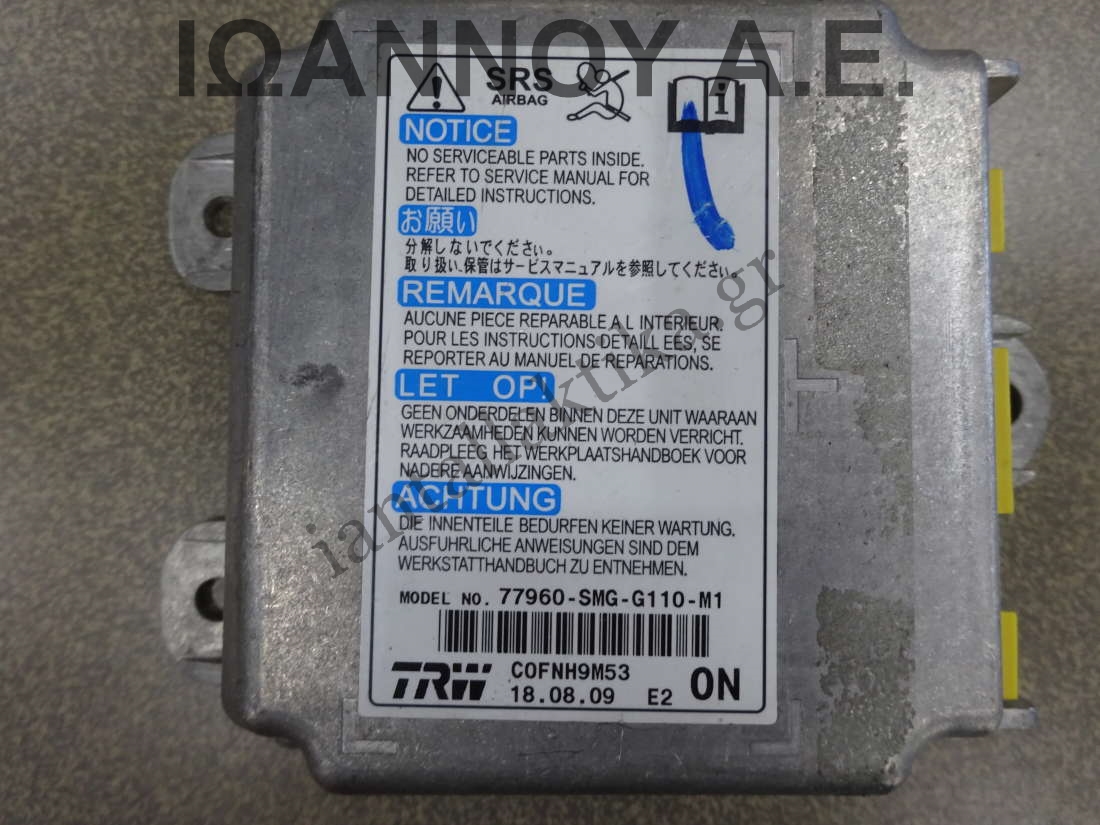 ΙΩΑΝΝΟΥ Α.Ε.
SRS
AIRBAG
i
NOTICE
NO SERVICEABLE PARTS INSIDE.
REFER TO SERVICE MANUAL FOR
DETAILED INSTRUCTIONS.
お願い
分解しないでください。
取り扱い、保管はサービスマニュアルを参照してください。
REMARQUE
AUCUNE PIECE REPARABLE A L INTERIEUR.
POUR LES INSTRUCTIONS DETAILL EES, SE
REPORTER AU MANUEL DE REPARATIONS.
LET OP!
GEEN ONDERDELEN BINNEN DEZE UNIT WAARAAN
WERKZAAMHEDEN KUNNEN WORDEN VERRICHT.
RAADPLEEG HET WERKPLAATSHANDBOEK VOOR
NADERE AANWIJZINGEN.
ACHTUNG
DIE INNENTEILE BEDURFEN KEINER WARTUNG.
AUSFUHRLICHE ANWEISUNGEN SIND DEM
WERKSTATTHANDBUCH ZU ENTNEHMEN.
MODEL NO. 77960-SMG-G110-M1
TRW C0FNH9M53
18.08.09 E2 0N
iantallaktika.gr